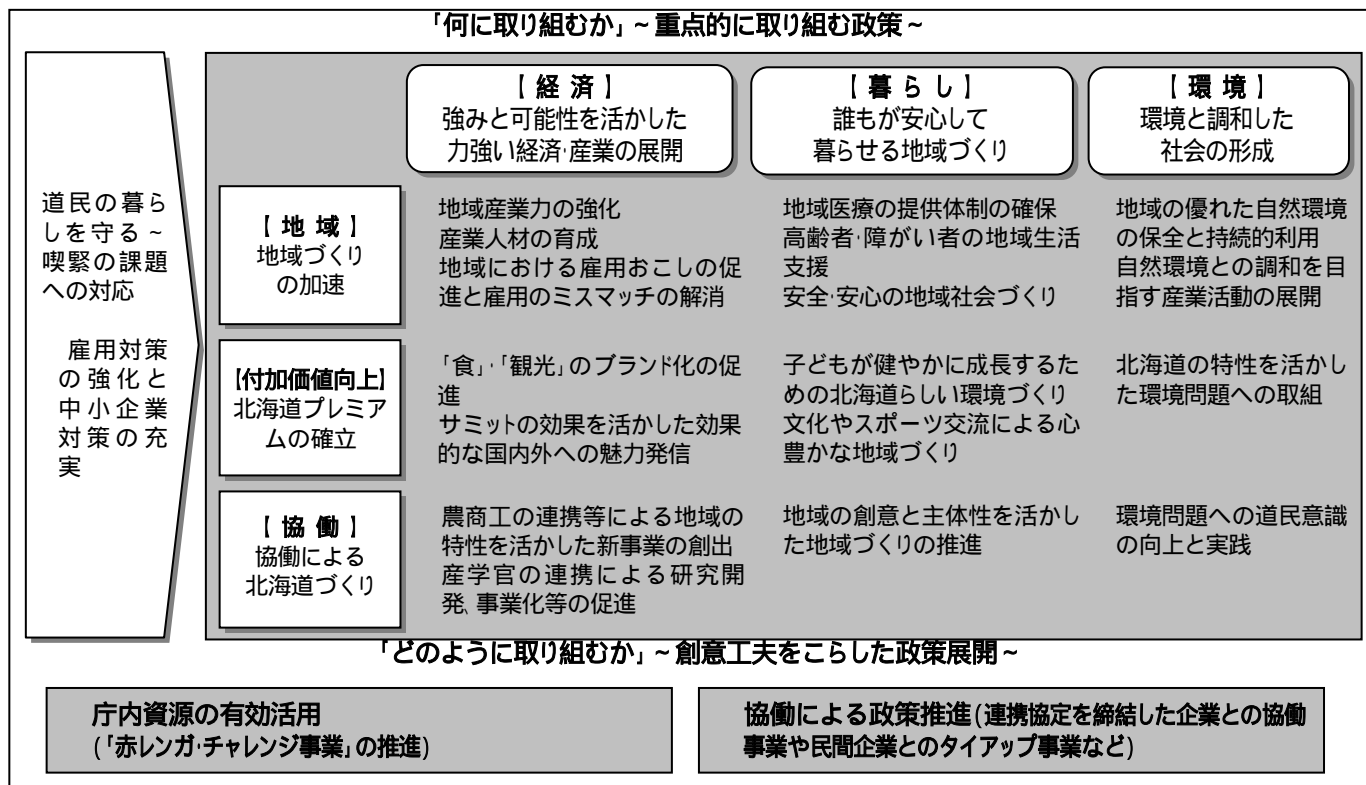 「何に取り組むか」～重点的に取り組む政策～
【経済】
強みと可能性を活かした
力強い経済・産業の展開
【暮らし】
誰もが安心して
暮らせる地域づくり
【環境】
環境と調和した
社会の形成
道民の暮ら
しを守る～
喫緊の課題
への対応
雇用対策
の強化と
中小企業
対策の充
実
【地域】
地域づくり
の加速
地域産業力の強化
産業人材の育成
地域における雇用おこしの促
進と雇用のミスマッチの解消
地域医療の提供体制の確保
高齢者・障がい者の地域生活
支援
安全・安心の地域社会づくり
地域の優れた自然環境
の保全と持続的利用
自然環境との調和を目
指す産業活動の展開
【付加価値向上】
北海道プレミア
ムの確立
「食」・「観光」のブランド化の促
進
サミットの効果を活かした効果
的な国内外への魅力発信
子どもが健やかに成長するた
めの北海道らしい環境づくり
文化やスポーツ交流による心
豊かな地域づくり
北海道の特性を活かし
た環境問題への取組
【協働】
協働による
北海道づくり
農商工の連携等による地域の
特性を活かした新事業の創出
産学官の連携による研究開
発、事業化等の促進
地域の創意と主体性を活かし
た地域づくりの推進
環境問題への道民意識
の向上と実践
「どのように取り組むか」～創意工夫をこらした政策展開～
庁内資源の有効活用
(「赤レンガ・チャレンジ事業」の推進)
協働による政策推進(連携協定を締結した企業との協働
事業や民間企業とのタイアップ事業など)